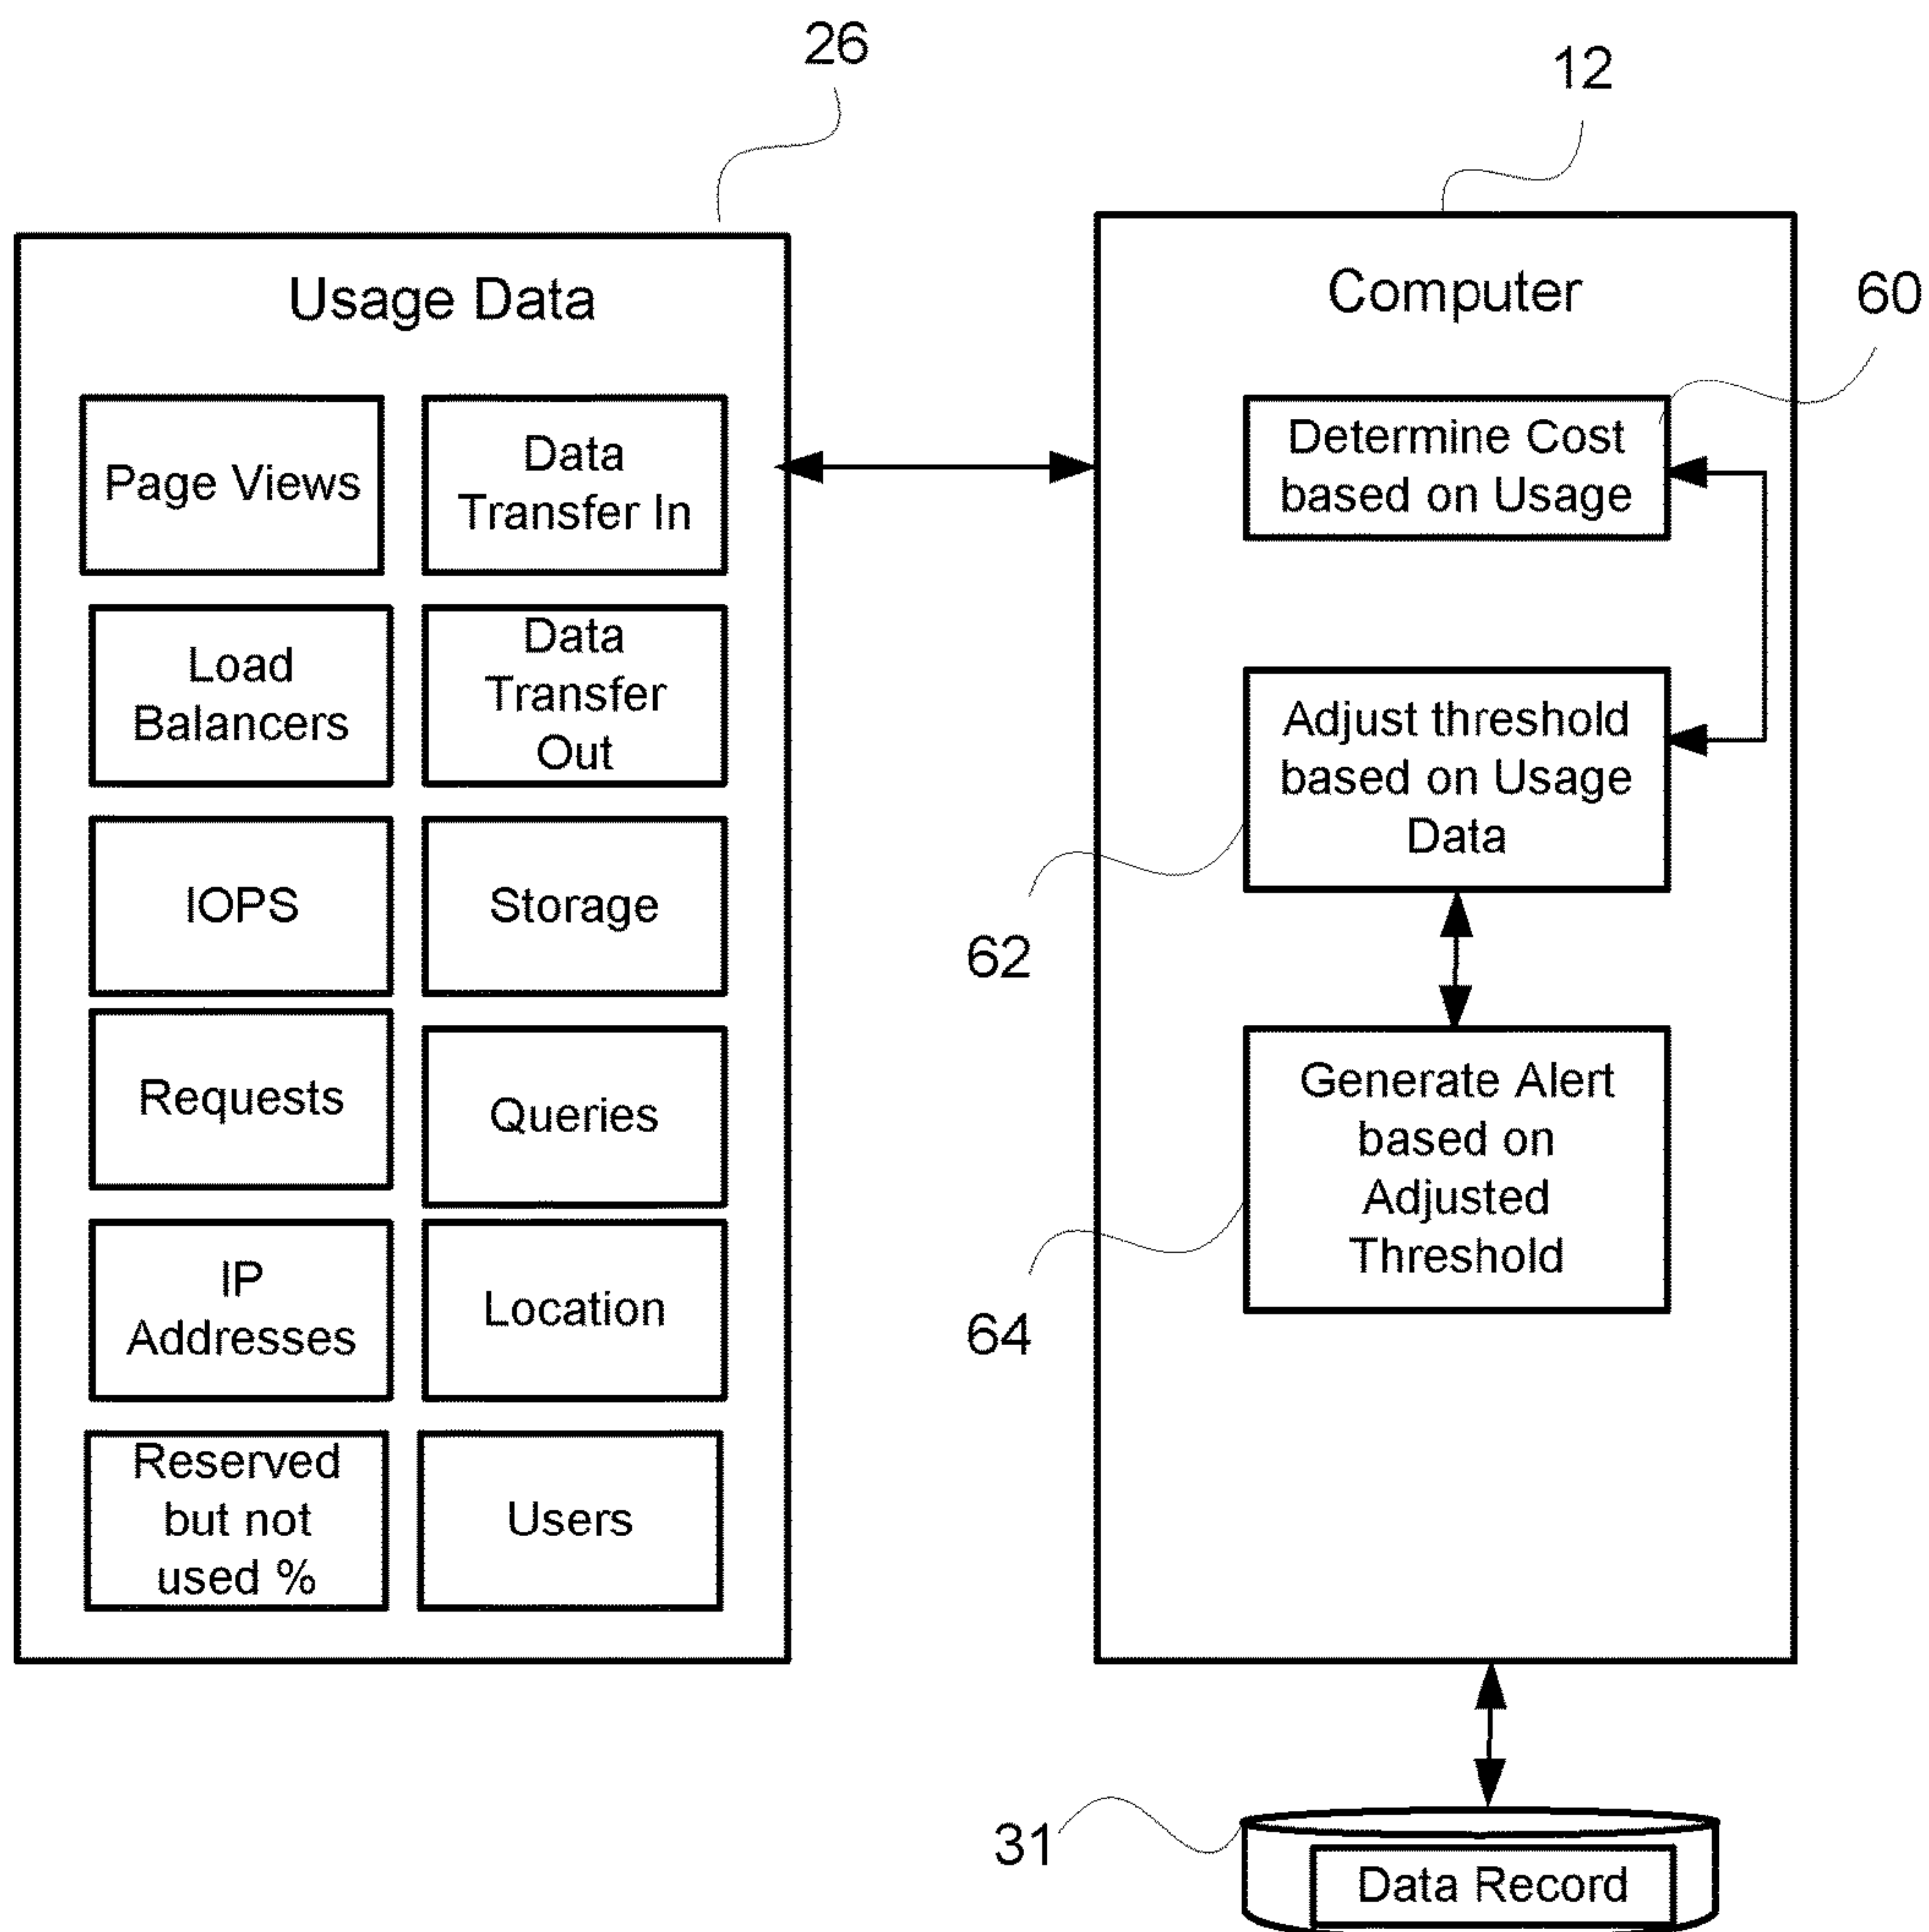 26
12
Usage Data
Computer
60
Page Views
Data
Transfer In
Determine Cost
based on Usage
Load
Balancers
Data
Transfer
Out
Adjust threshold
based on Usage
Data
62
IOPS
Storage
Requests
Queries
Generate Alert
based on
Adjusted
Threshold
64
IP
Addresses
Location
Reserved
but not
used %
Users
31
Data Record